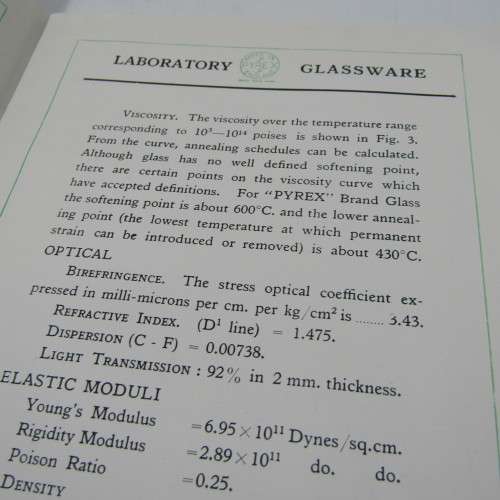 LABORATORY GLASSWARE
VISCOSITY. The viscosity over the temperature range
corresponding to 10⁵—10¹⁴ poises is shown in Fig. 3.
From the curve, annealing schedules can be calculated.
Although glass has no well defined softening point,
there are certain points on the viscosity curve which
have accepted definitions. For "PYREX" Brand Glass
the softening point is about 600°C. and the lower anneal-
ing point (the lowest temperature at which permanent
strain can be introduced or removed) is about 430°C.
OPTICAL
BIREFRINGENCE. The stress optical coefficient ex-
pressed in milli-microns per cm. per kg/cm² is ........ 3.43.
REFRACTIVE INDEX. (D¹ line) = 1.475.
DISPERSION (C - F) = 0.00738.
LIGHT TRANSMISSION : 92% in 2 mm. thickness.
ELASTIC MODULI
Young's Modulus =6.95 × 10¹¹ Dynes/sq.cm.
Rigidity Modulus =2.89 × 10¹¹ do. do.
Poison Ratio =0.25.
DENSITY